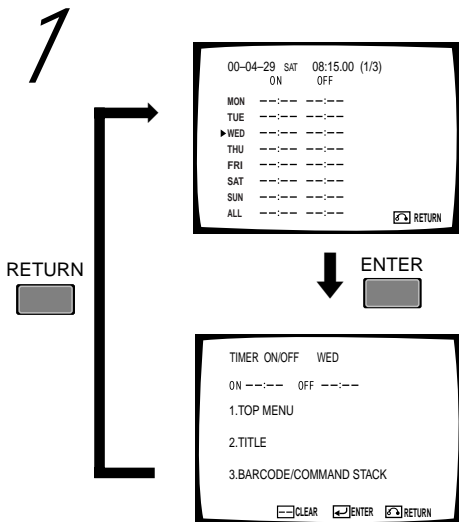 1
00–04–29 SAT 08:15.00 (1/3)
ON OFF
MON --:-- --:--
TUE --:-- --:--
WED --:-- --:--
THU --:-- --:--
FRI --:-- --:--
SAT --:-- --:--
SUN --:-- --:--
ALL --:-- --:--
RETURN
RETURN
ENTER
TIMER ON/OFF WED
ON --:-- OFF --:--
1.TOP MENU
2.TITLE
3.BARCODE/COMMAND STACK
--CLEAR ENTER RETURN